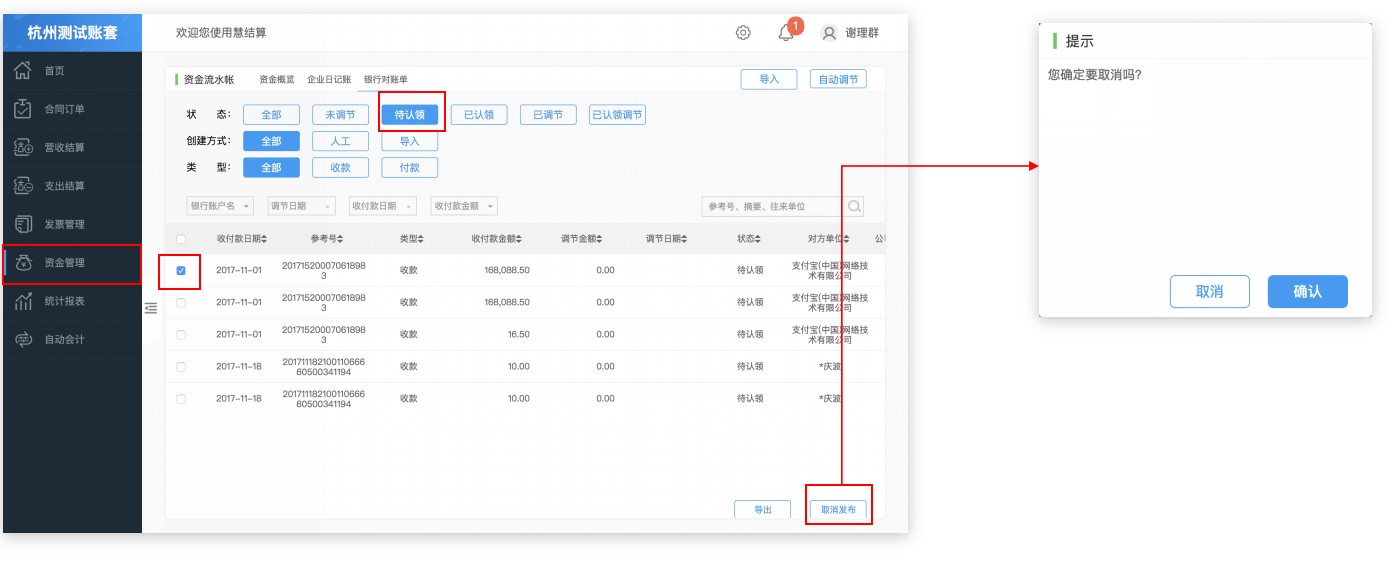 杭州测试账套
欢迎您使用慧结算
1
谢理群
首页
合同订单
营收结算
支出结算
发票管理
资金管理
统计报表
自动会计
资金流水帐 资金概览 企业日记账 银行对账单 导入 自动调节
状 态: 全部 未调节 待认领 已认领 已调节 已认领调节
创建方式: 全部 人工 导入
类 型: 全部 收款 付款
银行账户名 调节日期 收付款日期 收付款金额 参考号、摘要、往来单位
收付款日期 参考号 类型 收付款金额 调节金额 调节日期 状态 对方单位
2017-11-01 20171520007061898 收款 168,088.50 0.00 待认领 支付宝(中国)网络技
3 术有限公司
2017-11-01 20171520007061898 收款 168,088.50 0.00 待认领 支付宝(中国)网络技
3 术有限公司
2017-11-01 20171520007061898 收款 16.50 0.00 待认领 支付宝(中国)网络技
3 术有限公司
2017-11-18 201711182100110666 收款 10.00 0.00 待认领 *庆波
60500341194
2017-11-18 201711182100110666 收款 10.00 0.00 待认领 *庆波
60500341194
导出 取消发布
提示
您确定要取消吗?
取消 确认